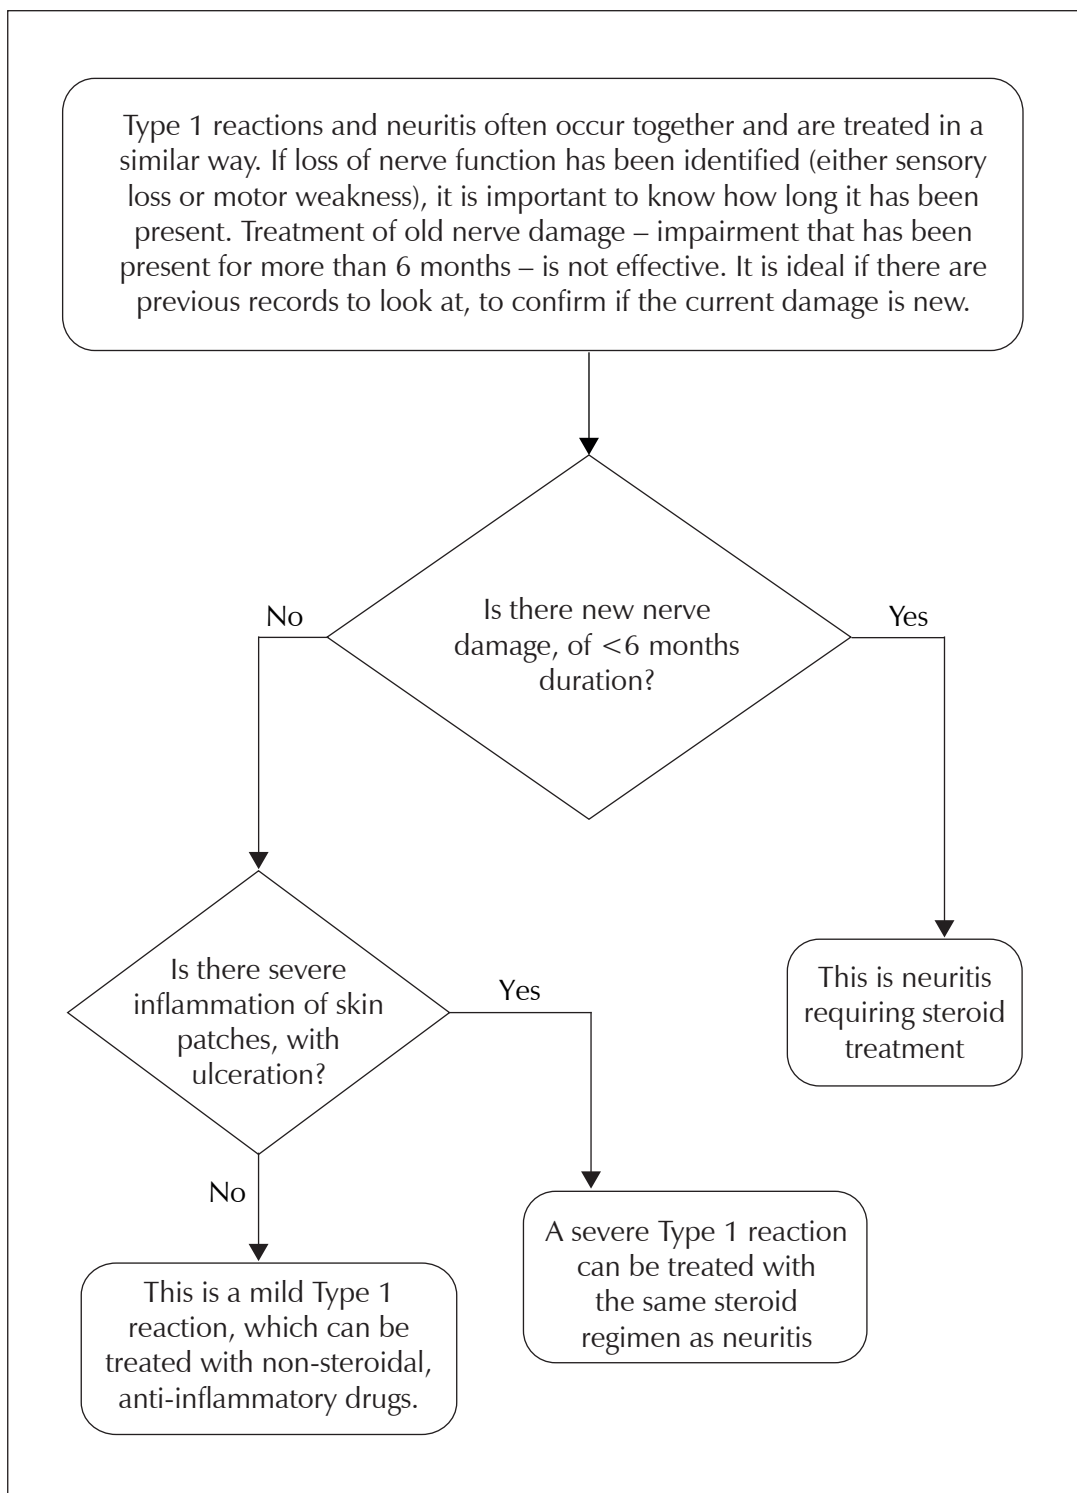 Type 1 reactions and neuritis often occur together and are treated in a
similar way. If loss of nerve function has been identified (either sensory
loss or motor weakness), it is important to know how long it has been
present. Treatment of old nerve damage – impairment that has been
present for more than 6 months – is not effective. It is ideal if there are
previous records to look at, to confirm if the current damage is new.
Is there new nerve
damage, of <6 months
duration?
No
Yes
Is there severe
inflammation of skin
patches, with
ulceration?
Yes
No
This is neuritis
requiring steroid
treatment
A severe Type 1 reaction
can be treated with
the same steroid
regimen as neuritis
This is a mild Type 1
reaction, which can be
treated with non-steroidal,
anti-inflammatory drugs.